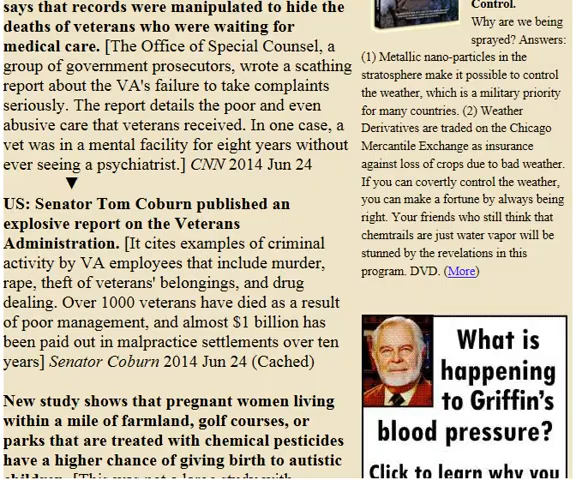 says that records were manipulated to hide the
deaths of veterans who were waiting for
medical care. [The Office of Special Counsel, a
group of government prosecutors, wrote a scathing
report about the VA's failure to take complaints
seriously. The report details the poor and even
abusive care that veterans received. In one case, a
vet was in a mental facility for eight years without
ever seeing a psychiatrist.] CNN 2014 Jun 24
US: Senator Tom Coburn published an
explosive report on the Veterans
Administration. [It cites examples of criminal
activity by VA employees that include murder,
rape, theft of veterans' belongings, and drug
dealing. Over 1000 veterans have died as a result
of poor management, and almost $1 billion has
been paid out in malpractice settlements over ten
years] Senator Coburn 2014 Jun 24 (Cached)
New study shows that pregnant women living
within a mile of farmland, golf courses, or
parks that are treated with chemical pesticides
have a higher chance of giving birth to autistic
children. [This was not a large study with
Control.
Why are we being
sprayed? Answers:
(1) Metallic nano-particles in the
stratosphere make it possible to control
the weather, which is a military priority
for many countries. (2) Weather
Derivatives are traded on the Chicago
Mercantile Exchange as insurance
against loss of crops due to bad weather.
If you can covertly control the weather,
you can make a fortune by always being
right. Your friends who still think that
chemtrails are just water vapor will be
stunned by the revelations in this
program. DVD. (More)
What is
happening
to Griffin's
blood pressure?
Click to learn why you